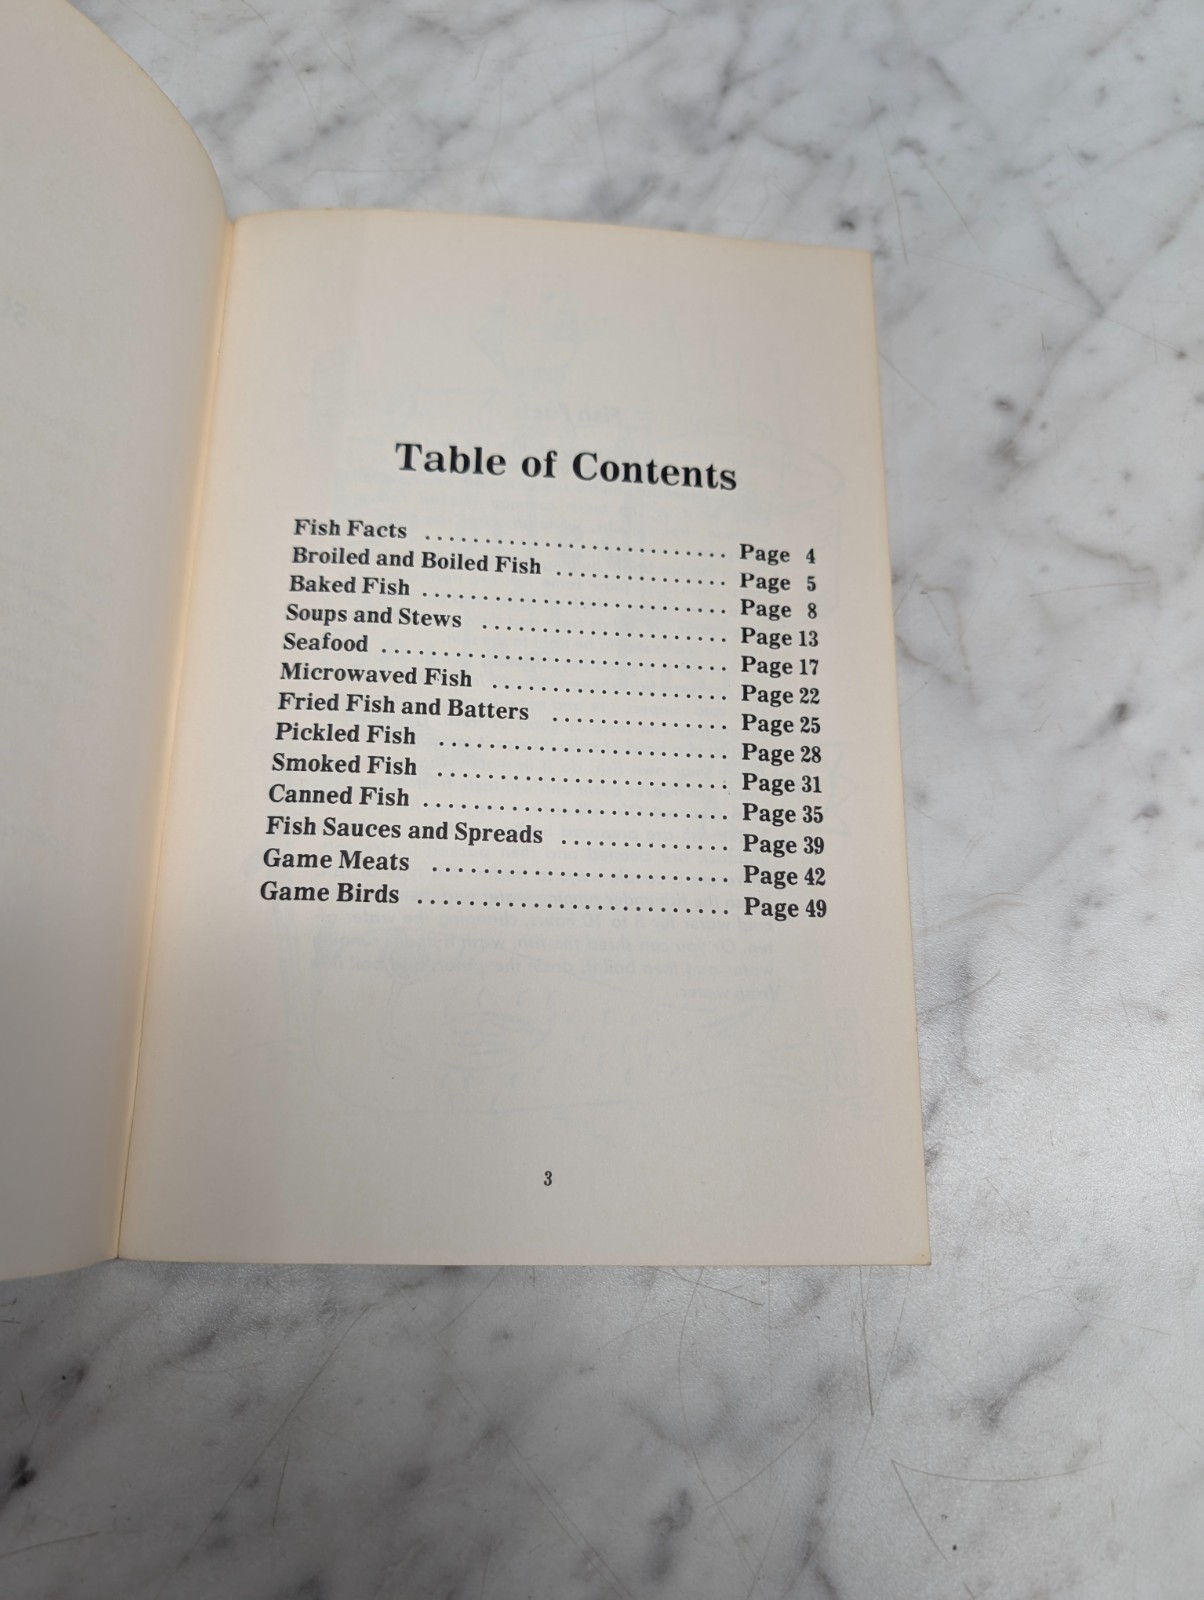 Table of Contents
Fish Facts .......................... Page 4
Broiled and Boiled Fish ............... Page 5
Baked Fish .......................... Page 8
Soups and Stews ..................... Page 13
Seafood .............................. Page 17
Microwaved Fish .................... Page 22
Fried Fish and Batters ............... Page 25
Pickled Fish ........................ Page 28
Smoked Fish ........................ Page 31
Canned Fish .......................... Page 35
Fish Sauces and Spreads .............. Page 39
Game Meats ........................ Page 42
Game Birds .......................... Page 49
3